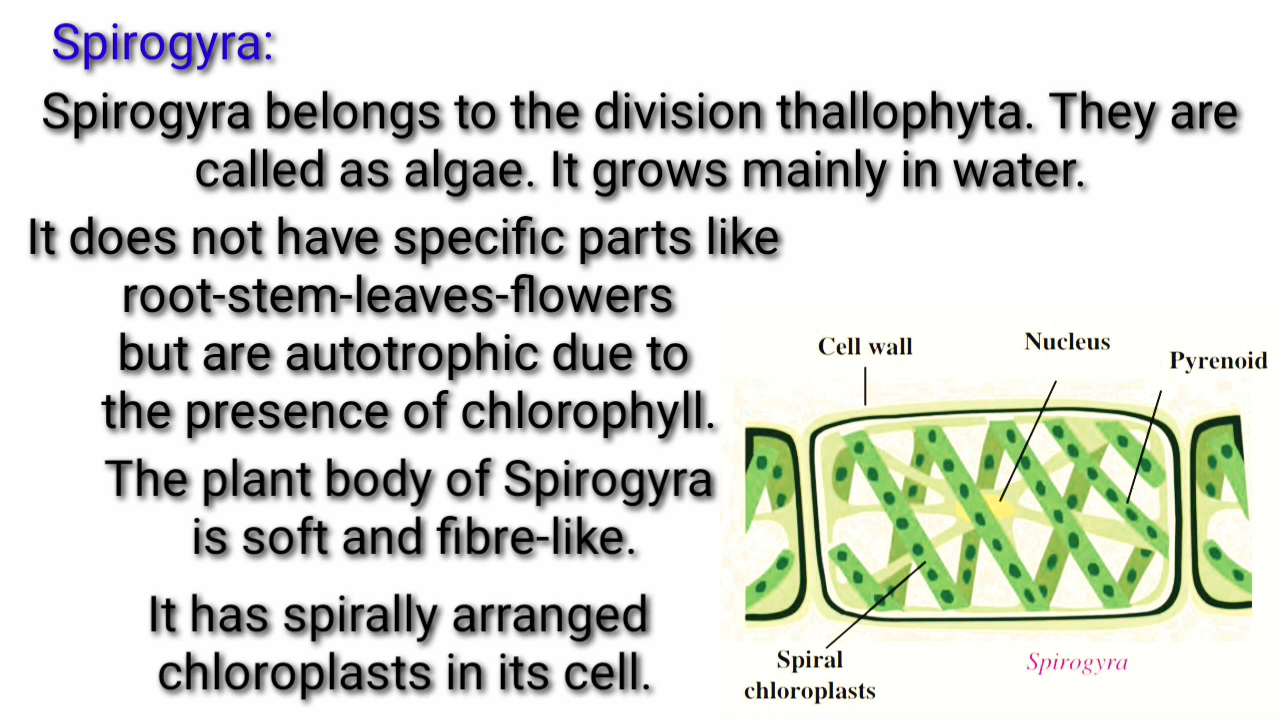 Spirogyra:
Spirogyra belongs to the division thallophyta. They are
called as algae. It grows mainly in water.
It does not have specific parts like
root-stem-leaves-flowers
but are autotrophic due to
the presence of chlorophyll.
The plant body of Spirogyra
is soft and fibre-like.
It has spirally arranged
chloroplasts in its cell.
Cell wall
Nucleus
Pyrenoid
Spiral
chloroplasts
Spirogyra